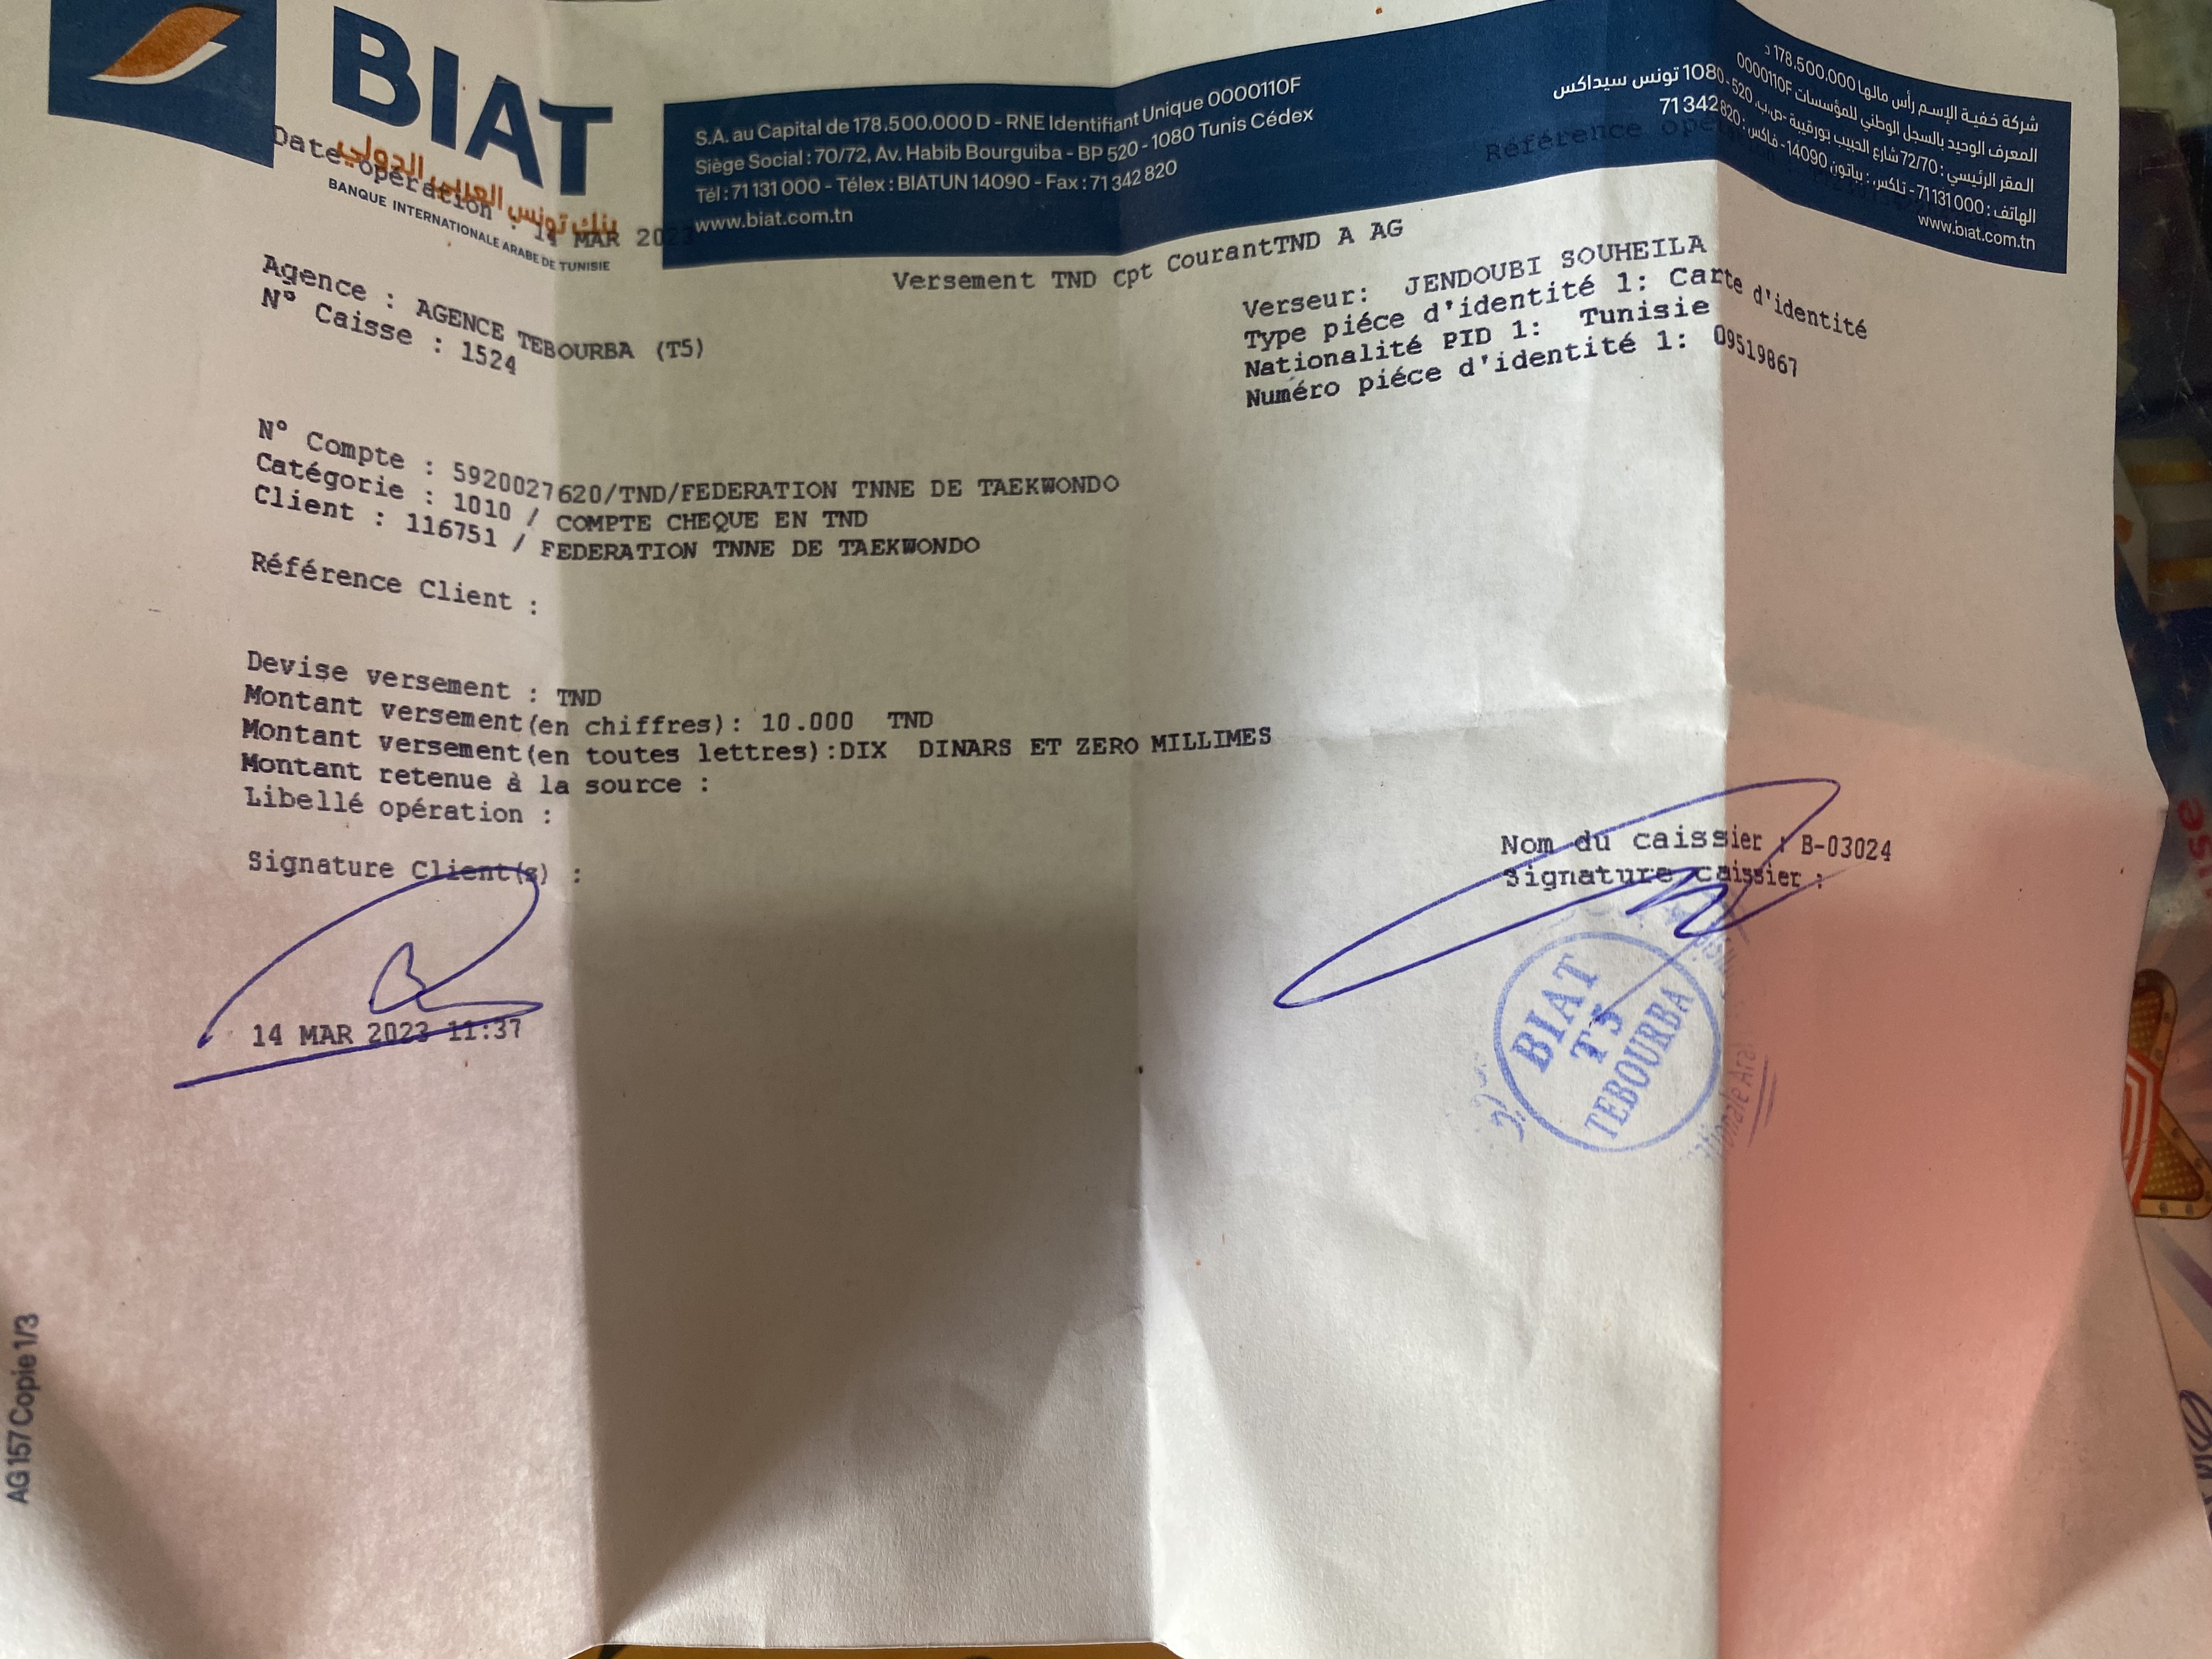 BIAT
بنك تونس العربي الدولي
BANQUE INTERNATIONALE ARABE DE TUNISIE
S.A. au Capital de 178.500.000 D - RNE Identifiant Unique 0000110F
Siège Social : 70/72, Av. Habib Bourguiba - BP 520 - 1080 Tunis Cédex
Tél : 71 131 000 - Télex : BIATUN 14090 - Fax : 71 342 820
www.biat.com.tn
شركة خفية الإسم رأس مالها 178.500.000 د
المعرف الوحيد بالسجل الوطني للمؤسسات 0000110F
المقر الرئيسي : 72/70 شارع الحبيب بورقيبة -ص.ب. 520 - 1080 تونس سيداكس
الهاتف : 71131000 - تلكس : بياتون 14090 - فاكس : 71 342 820
www.biat.com.tn
Date opération : 14 MAR 2023
Référence
Versement TND Cpt CourantTND A AG
Agence : AGENCE TEBOURBA (T5)
N° Caisse : 1524
Verseur: JENDOUBI SOUHEILA
Type piéce d'identité 1: Carte d'identité
Nationalité PID 1: Tunisie
Numéro piéce d'identité 1: 09519867
N° Compte : 5920027620/TND/FEDERATION TNNE DE TAEKWONDO
Catégorie : 1010 / COMPTE CHEQUE EN TND
Client : 116751 / FEDERATION TNNE DE TAEKWONDO
Référence Client :
Devise versement : TND
Montant versement(en chiffres): 10.000 TND
Montant versement(en toutes lettres):DIX DINARS ET ZERO MILLIMES
Montant retenue à la source :
Libellé opération :
Signature Client(s) :
Nom du caissier : B-03024
Signature caissier :
14 MAR 2023 11:37
BIAT
T5
TEBOURBA
AG 157 Copie 1/3